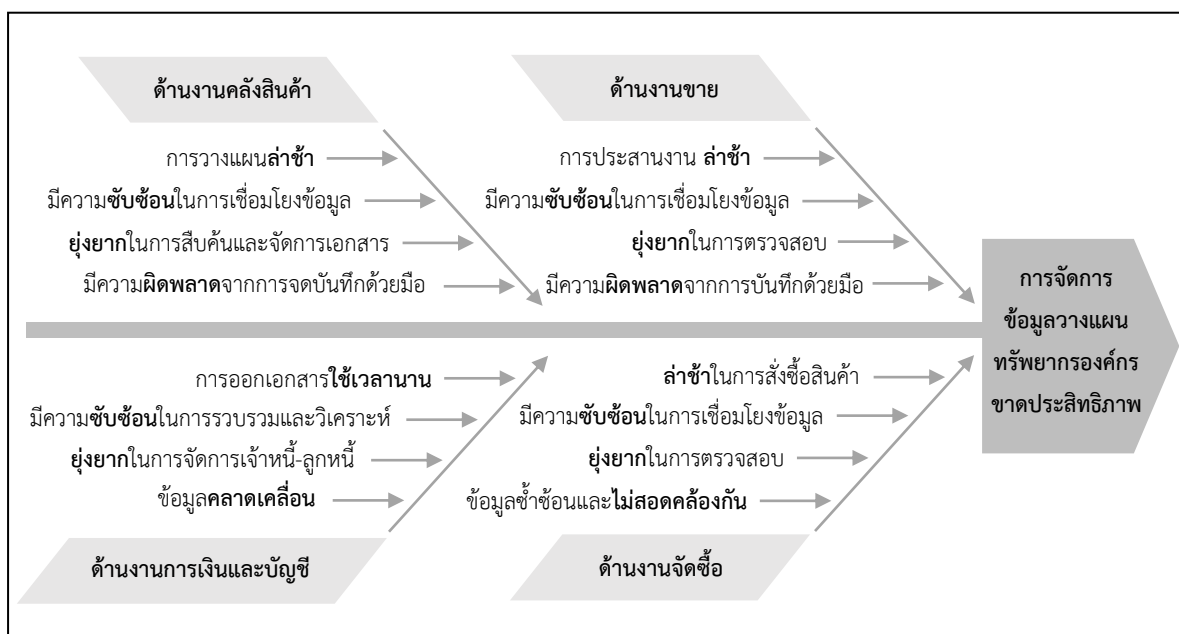 ด้านงานคลังสินค้า
การวางแผนล่าช้า
มีความซับซ้อนในการเชื่อมโยงข้อมูล
ยุ่งยากในการสืบค้นและจัดการเอกสาร
มีความผิดพลาดจากการจดบันทึกด้วยมือ
ด้านงานขาย
การประสานงาน ล่าช้า
มีความซับซ้อนในการเชื่อมโยงข้อมูล
ยุ่งยากในการตรวจสอบ
มีความผิดพลาดจากการบันทึกด้วยมือ
การจัดการ
ข้อมูลวางแผน
ทรัพยากรองค์กร
ขาดประสิทธิภาพ
การออกเอกสารใช้เวลานาน
มีความซับซ้อนในการรวบรวมและวิเคราะห์
ยุ่งยากในการจัดการเจ้าหนี้-ลูกหนี้
ข้อมูลคลาดเคลื่อน
ด้านงานการเงินและบัญชี
ล่าช้าในการสั่งซื้อสินค้า
มีความซับซ้อนในการเชื่อมโยงข้อมูล
ยุ่งยากในการตรวจสอบ
ข้อมูลซ้ำซ้อนและไม่สอดคล้องกัน
ด้านงานจัดซื้อ